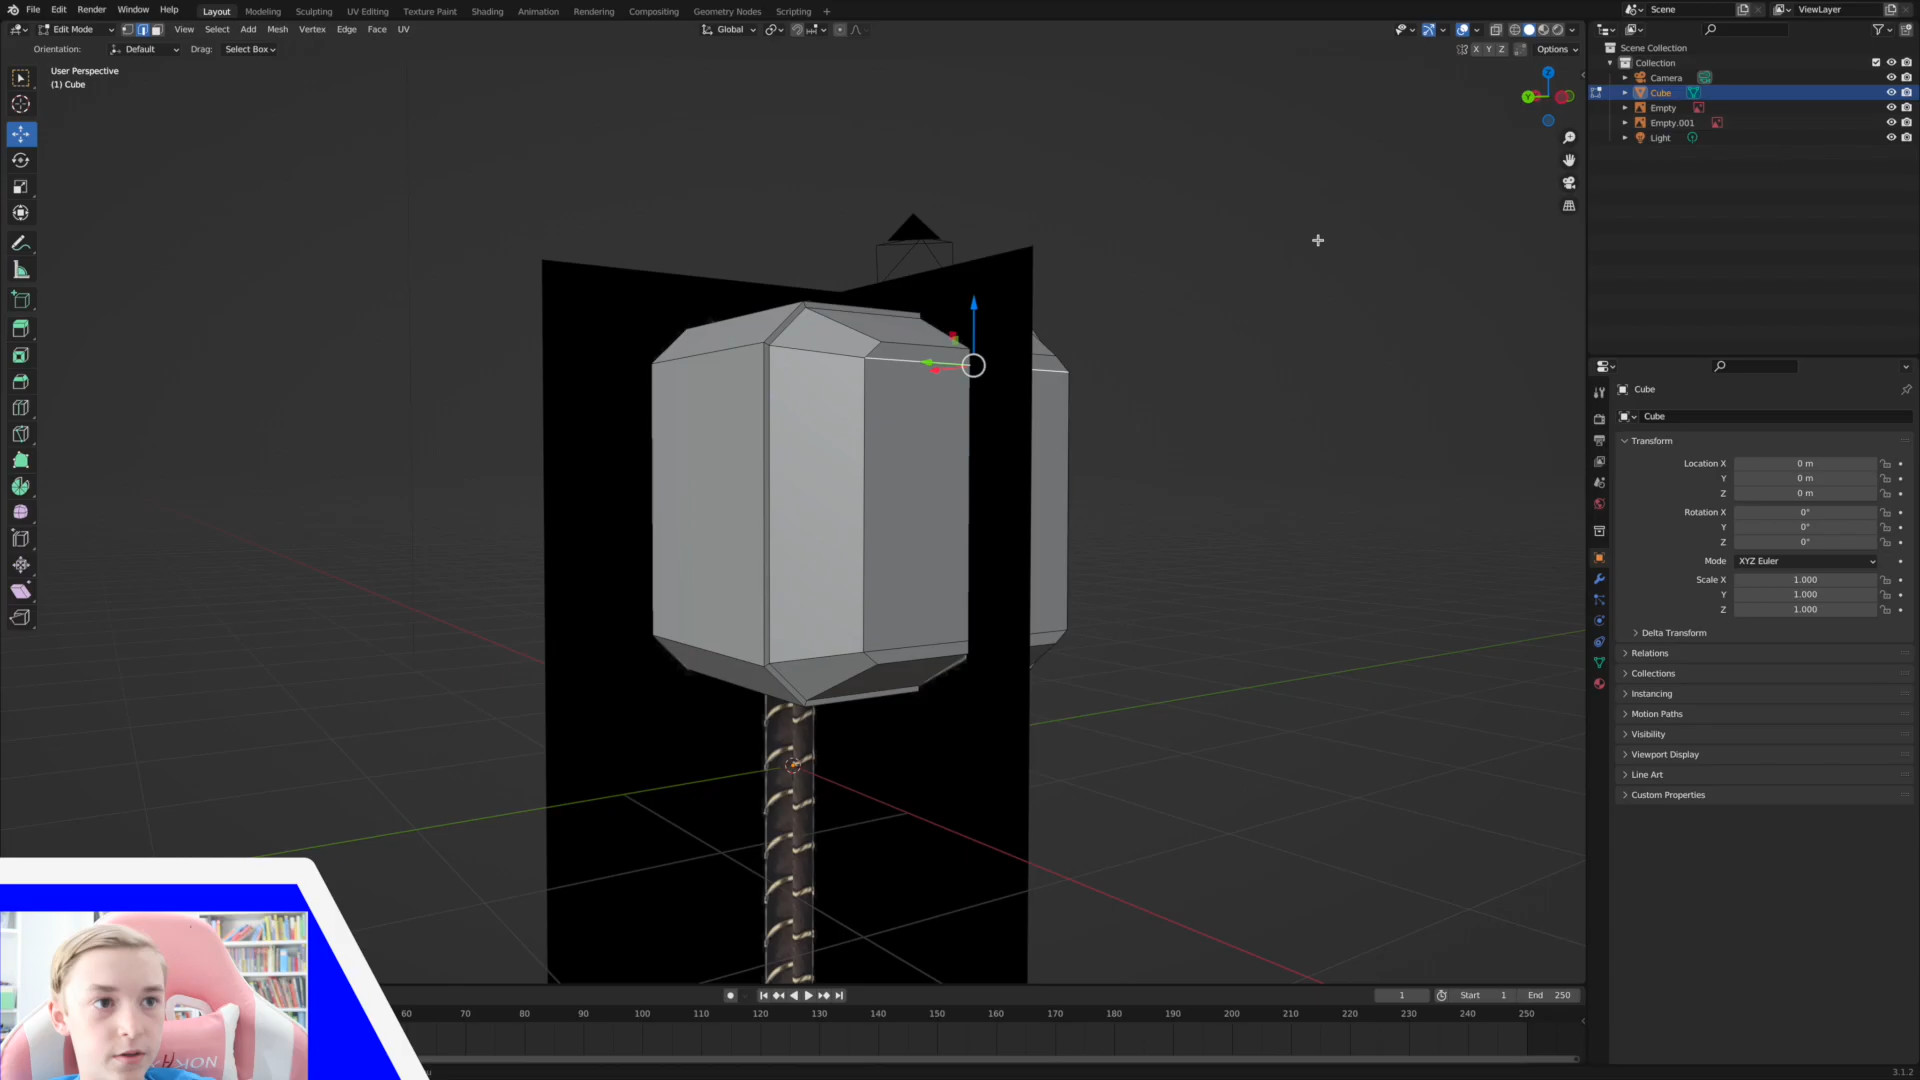 File Edit Render Window Help Layout Modeling Sculpting UV Editing Texture Paint Shading Animation Rendering Compositing Geometry Nodes Scripting + Scene ViewLayer
Edit Mode View Select Add Mesh Vertex Edge Face UV Global
Orientation: Default Drag: Select Box X Y Z Options
User Perspective
(1) Cube
Z
Y
Scene Collection
Collection
Camera
Cube
Empty
Empty.001
Light
Cube
Cube
Transform
Location X 0 m
Y 0 m
Z 0 m
Rotation X 0°
Y 0°
Z 0°
Mode XYZ Euler
Scale X 1.000
Y 1.000
Z 1.000
Delta Transform
Relations
Collections
Instancing
Motion Paths
Visibility
Viewport Display
Line Art
Custom Properties
1 Start 1 End 250
60 70 80 90 100 110 120 130 140 150 160 170 180 190 200 210 220 230 240 250
3.1.2